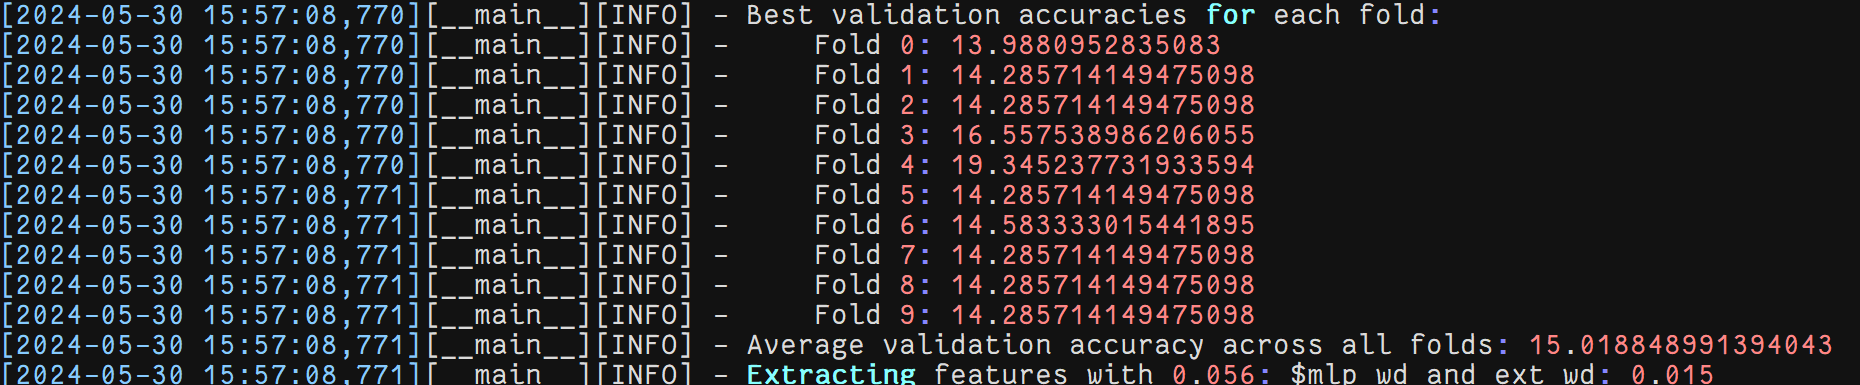 [2024-05-30 15:57:08,770][__main__][INFO] - Best validation accuracies for each fold:
[2024-05-30 15:57:08,770][__main__][INFO] -     Fold 0: 13.9880952835083
[2024-05-30 15:57:08,770][__main__][INFO] -     Fold 1: 14.285714149475098
[2024-05-30 15:57:08,770][__main__][INFO] -     Fold 2: 14.285714149475098
[2024-05-30 15:57:08,770][__main__][INFO] -     Fold 3: 16.557538986206055
[2024-05-30 15:57:08,770][__main__][INFO] -     Fold 4: 19.345237731933594
[2024-05-30 15:57:08,771][__main__][INFO] -     Fold 5: 14.285714149475098
[2024-05-30 15:57:08,771][__main__][INFO] -     Fold 6: 14.583333015441895
[2024-05-30 15:57:08,771][__main__][INFO] -     Fold 7: 14.285714149475098
[2024-05-30 15:57:08,771][__main__][INFO] -     Fold 8: 14.285714149475098
[2024-05-30 15:57:08,771][__main__][INFO] -     Fold 9: 14.285714149475098
[2024-05-30 15:57:08,771][__main__][INFO] - Average validation accuracy across all folds: 15.018848991394043
[2024-05-30 15:57:08,771][__main__][INFO] - Extracting features with 0.056: $mlp_wd and ext_wd: 0.015